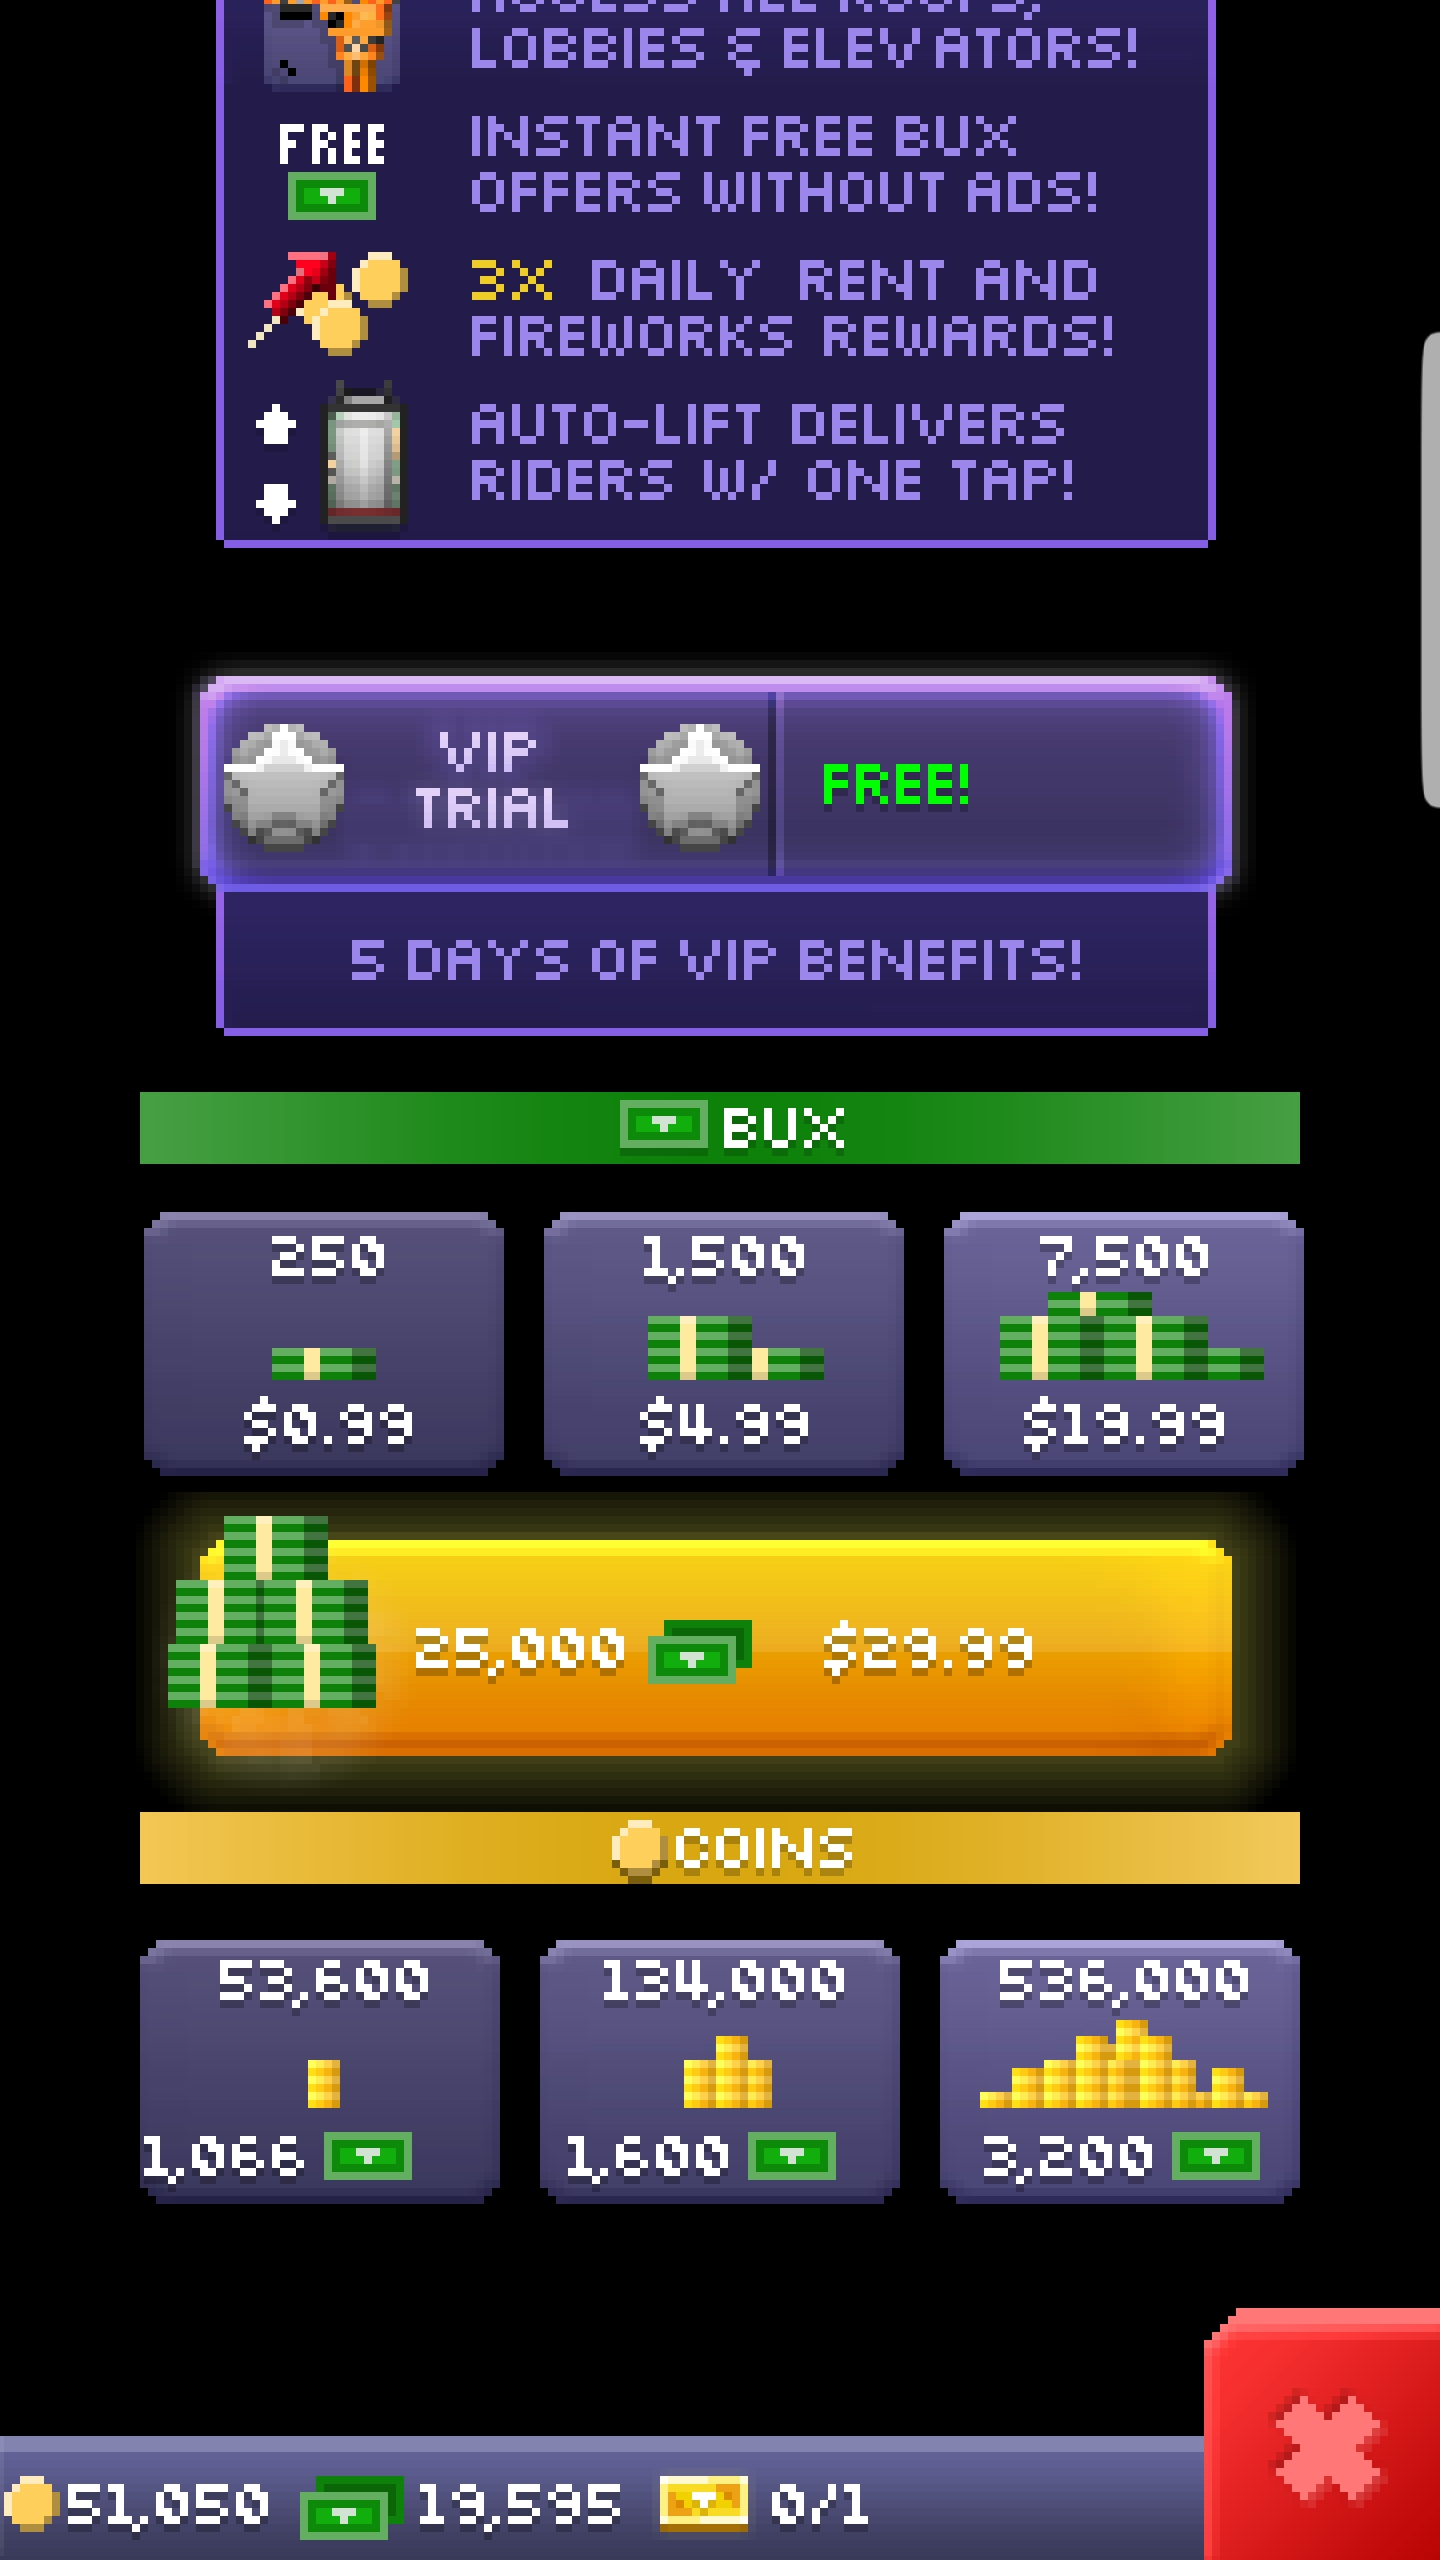 ACCESS ALL ROOFS,
LOBBIES & ELEVATORS!
FREE
INSTANT FREE BUX
OFFERS WITHOUT ADS!
3X DAILY RENT AND
FIREWORKS REWARDS!
AUTO-LIFT DELIVERS
RIDERS W/ ONE TAP!
VIP
TRIAL
FREE!
5 DAYS OF VIP BENEFITS!
BUX
250
$0.99
1,500
$4.99
7,500
$19.99
25,000
$29.99
COINS
53,600
1,066
134,000
1,600
536,000
3,200
51,050
19,595
0/1